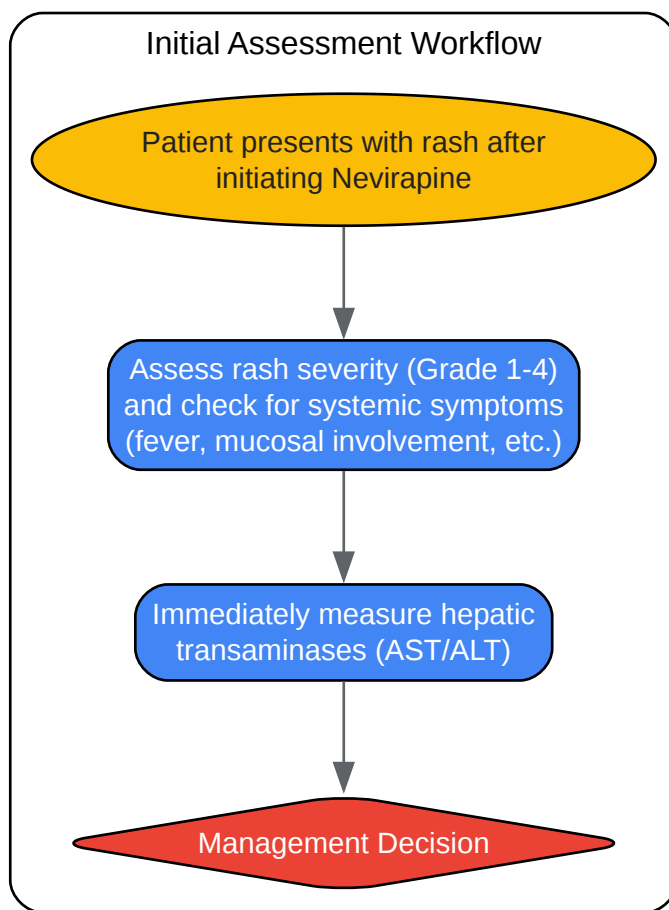 Initial Assessment Workflow
Patient presents with rash after
initiating Nevirapine
Assess rash severity (Grade 1-4)
and check for systemic symptoms
(fever, mucosal involvement, etc.)
Immediately measure hepatic
transaminases (AST/ALT)
Management Decision